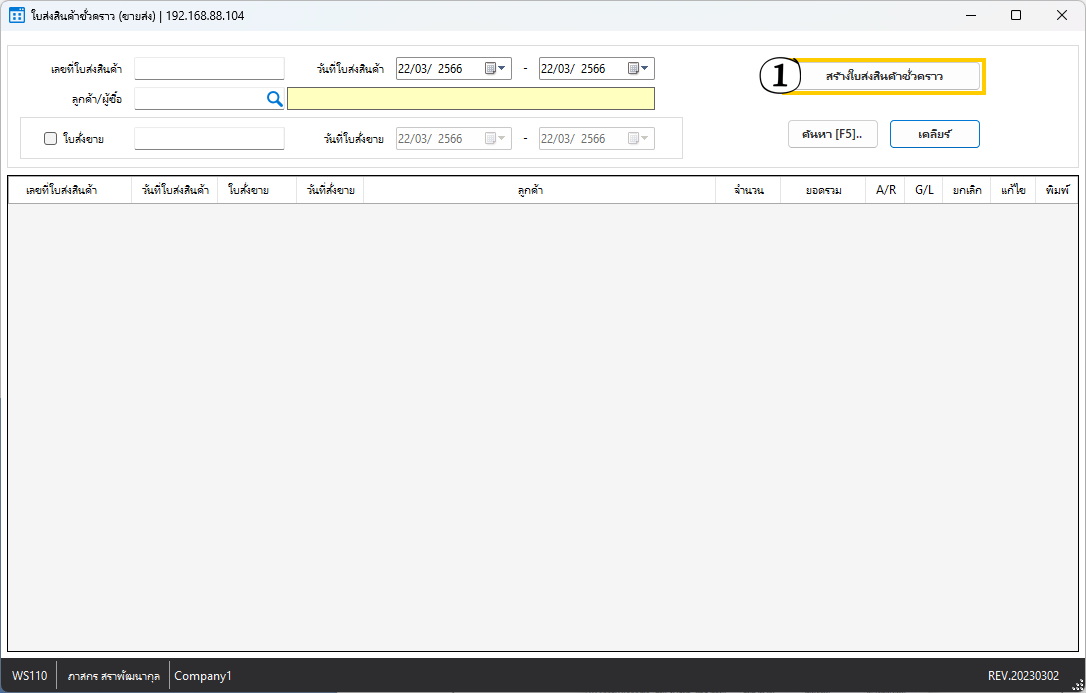 ใบส่งสินค้าชั่วคราว (ขายส่ง) | 192.168.88.104
เลขที่ใบส่งสินค้า วันที่ใบส่งสินค้า 22/03/ 2566 - 22/03/ 2566
1 สร้างใบส่งสินค้าชั่วคราว
ลูกค้า/ผู้ซื้อ
ใบสั่งขาย วันที่ใบสั่งขาย 22/03/ 2566 - 22/03/ 2566
ค้นหา [F5].. เคลียร์
เลขที่ใบส่งสินค้า วันที่ใบส่งสินค้า ใบสั่งขาย วันที่สั่งขาย ลูกค้า จำนวน ยอดรวม A/R G/L ยกเลิก แก้ไข พิมพ์
WS110 ภาสกร สราพัฒนากุล Company1 REV.20230302